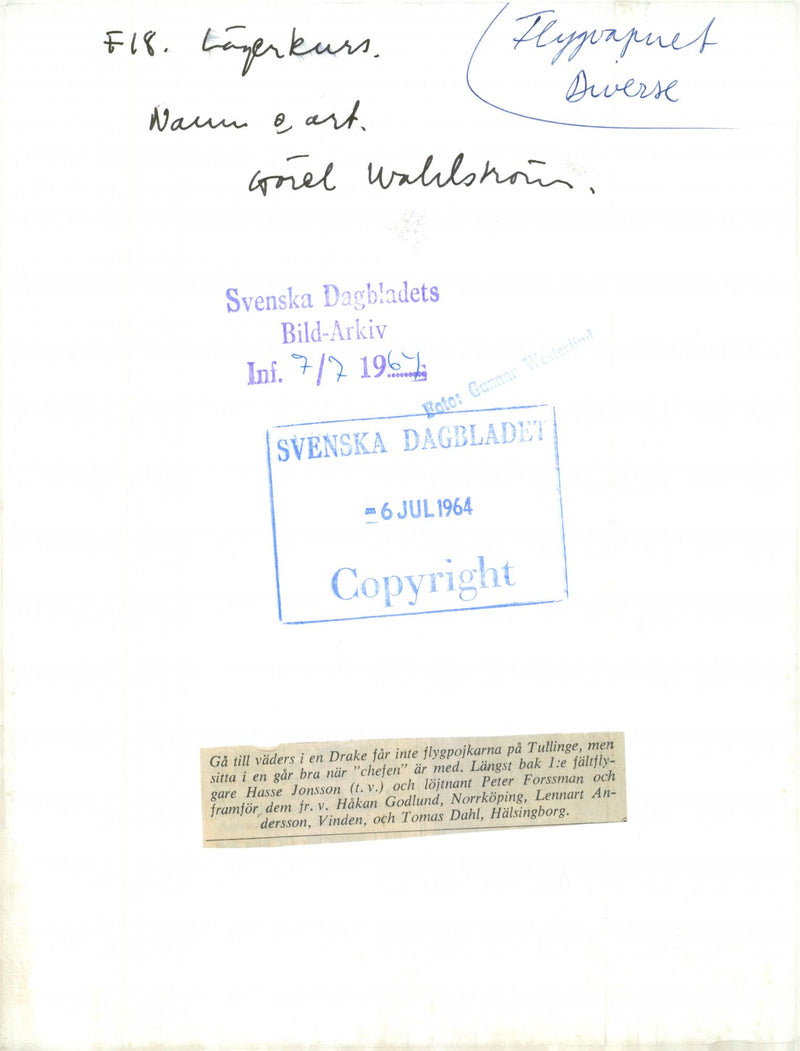 F18. Lägerkurs.
Flygvapnet
Diverse
Namn o art.
Görel Wahlström.
Svenska Dagbladets
Bild-Arkiv
Inf. 7/7 1964
Foto: Gunnar Westerlind
SVENSKA DAGBLADET
- 6 JUL 1964
Copyright
Gå till väders i en Drake får inte flygpojkarna på Tullinge, men
sitta i en går bra när "chefen" är med. Längst bak 1:e fältfly-
gare Hasse Jonsson (t. v.) och löjtnant Peter Forssman och
framför dem fr. v. Håkan Godlund, Norrköping, Lennart An-
dersson, Vinden, och Tomas Dahl, Hälsingborg.